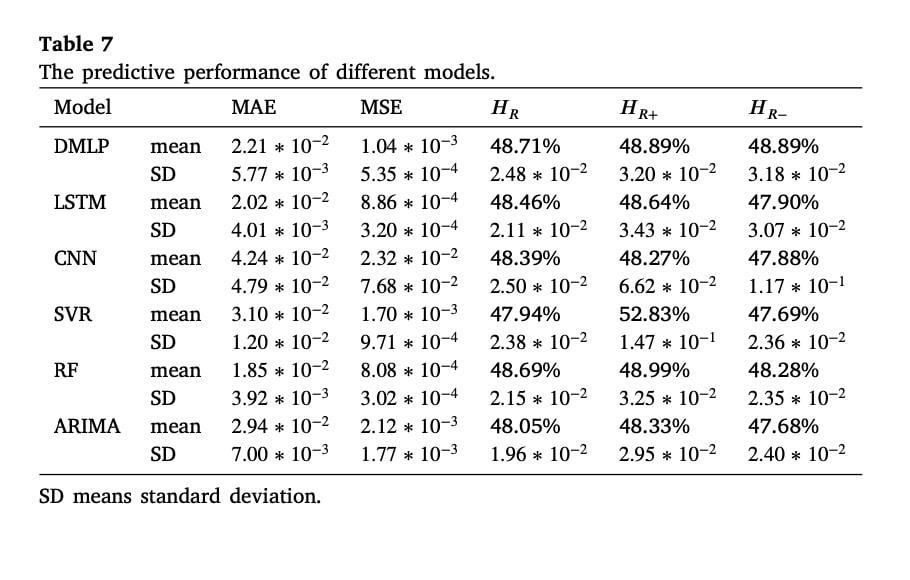 Table 7
The predictive performance of different models.
Model MAE MSE H_R H_{R+} H_{R−}
DMLP mean 2.21 ∗ 10^{−2} 1.04 ∗ 10^{−3} 48.71% 48.89% 48.89%
SD 5.77 ∗ 10^{−3} 5.35 ∗ 10^{−4} 2.48 ∗ 10^{−2} 3.20 ∗ 10^{−2} 3.18 ∗ 10^{−2}
LSTM mean 2.02 ∗ 10^{−2} 8.86 ∗ 10^{−4} 48.46% 48.64% 47.90%
SD 4.01 ∗ 10^{−3} 3.20 ∗ 10^{−4} 2.11 ∗ 10^{−2} 3.43 ∗ 10^{−2} 3.07 ∗ 10^{−2}
CNN mean 4.24 ∗ 10^{−2} 2.32 ∗ 10^{−2} 48.39% 48.27% 47.88%
SD 4.79 ∗ 10^{−2} 7.68 ∗ 10^{−2} 2.50 ∗ 10^{−2} 6.62 ∗ 10^{−2} 1.17 ∗ 10^{−1}
SVR mean 3.10 ∗ 10^{−2} 1.70 ∗ 10^{−3} 47.94% 52.83% 47.69%
SD 1.20 ∗ 10^{−2} 9.71 ∗ 10^{−4} 2.38 ∗ 10^{−2} 1.47 ∗ 10^{−1} 2.36 ∗ 10^{−2}
RF mean 1.85 ∗ 10^{−2} 8.08 ∗ 10^{−4} 48.69% 48.99% 48.28%
SD 3.92 ∗ 10^{−3} 3.02 ∗ 10^{−4} 2.15 ∗ 10^{−2} 3.25 ∗ 10^{−2} 2.35 ∗ 10^{−2}
ARIMA mean 2.94 ∗ 10^{−2} 2.12 ∗ 10^{−3} 48.05% 48.33% 47.68%
SD 7.00 ∗ 10^{−3} 1.77 ∗ 10^{−3} 1.96 ∗ 10^{−2} 2.95 ∗ 10^{−2} 2.40 ∗ 10^{−2}
SD means standard deviation.